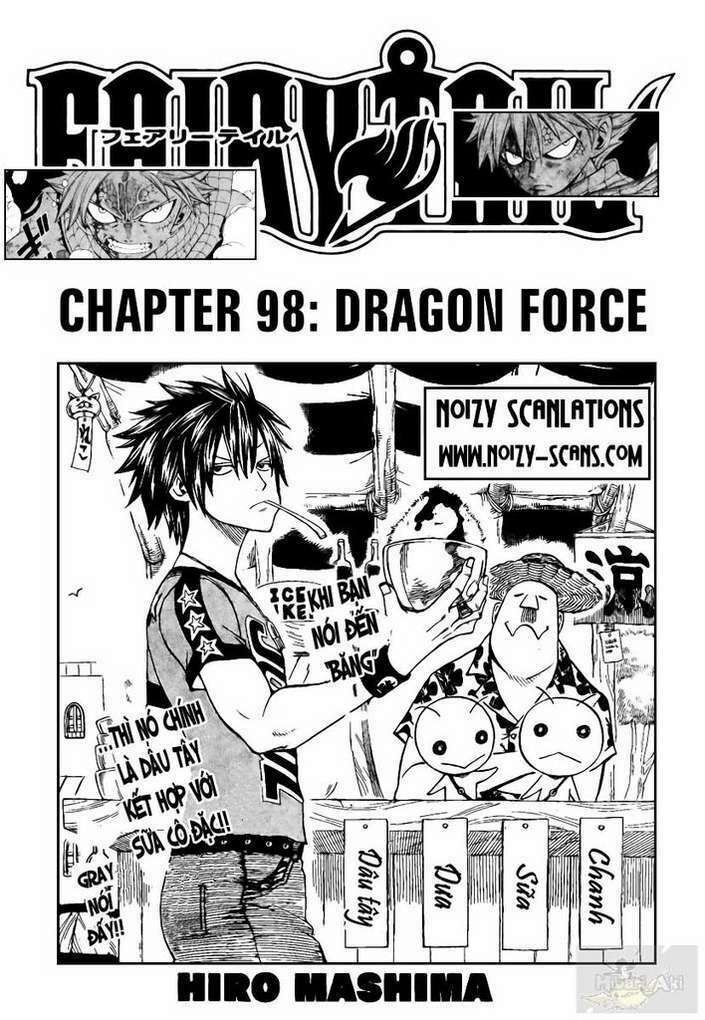 FAIRY TAIL
フェアリーテイル
CHAPTER 98: DRAGON FORCE
NOIZY SCANLATIONS
WWW.NOIZY-SCANS.COM
ICE
KHI BẠN
NÓI ĐẾN
"BĂNG"
...THÌ NÓ CHÍNH
LÀ DẦU TÂY
KẾT HỢP VỚI
SỮA CÔ ĐẶC!!
GRAY
NÓI
ĐẤY!!
Dâu tây
Dưa
Sữa
Chanh
HIRO MASHIMA